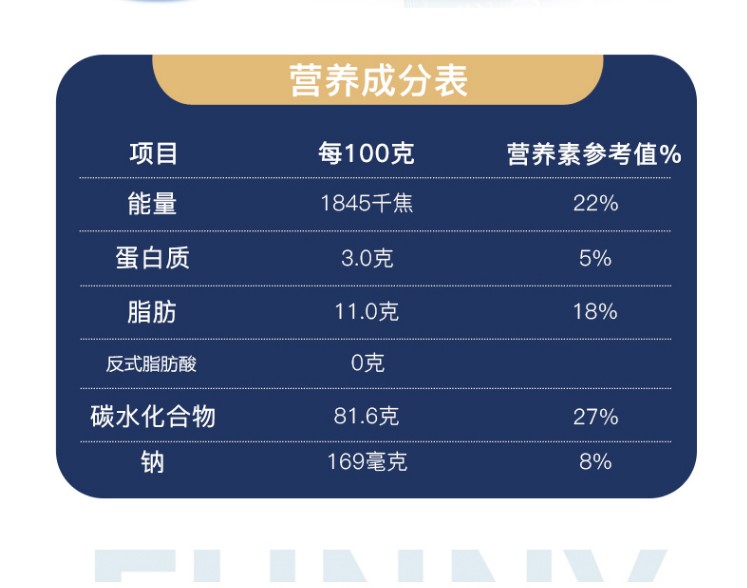 营养成分表
项目 每100克 营养素参考值%
能量 1845千焦 22%
蛋白质 3.0克 5%
脂肪 11.0克 18%
反式脂肪酸 0克
碳水化合物 81.6克 27%
钠 169毫克 8%
FUNNY